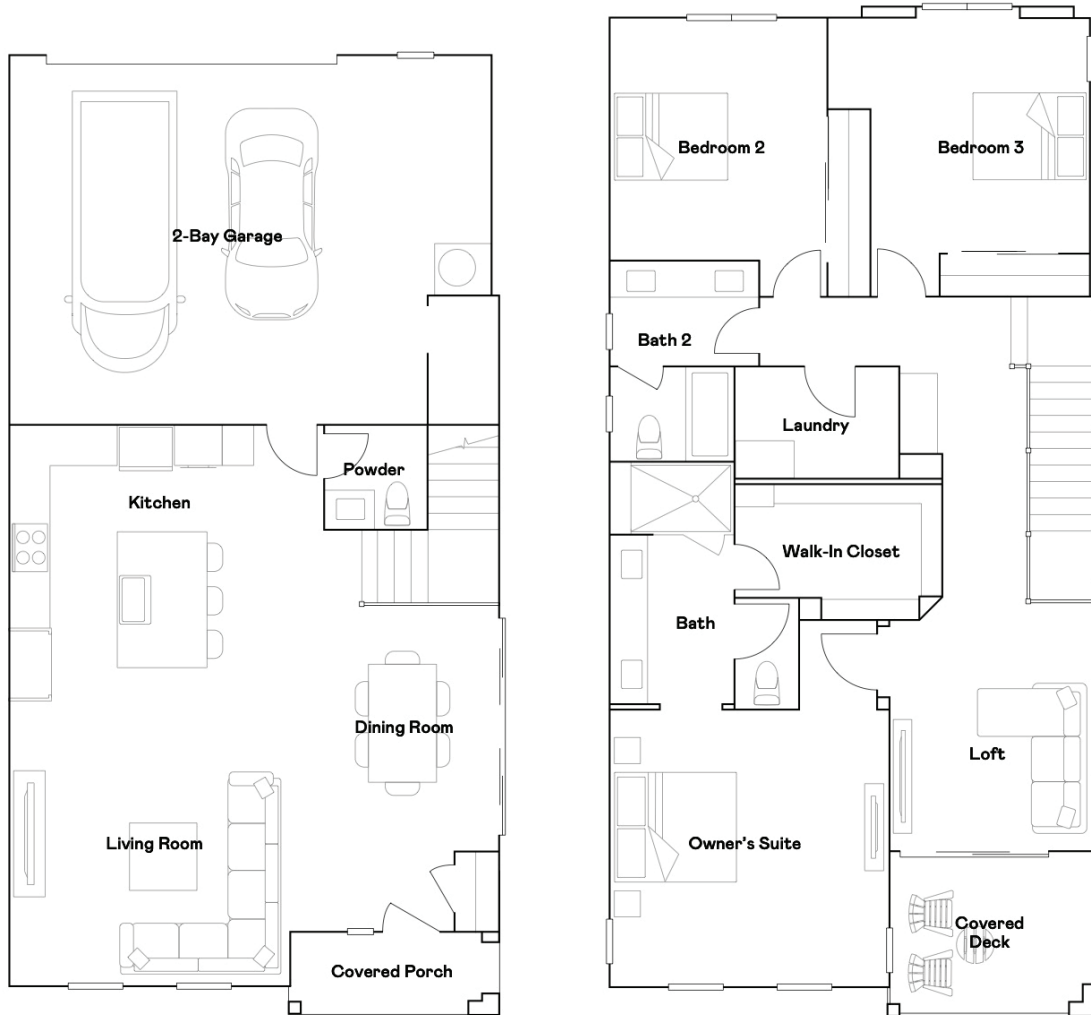 2-Bay Garage
Powder
Kitchen
Dining Room
Living Room
Covered Porch
Bedroom 2
Bedroom 3
Bath 2
Laundry
Walk-In Closet
Bath
Loft
Owner's Suite
Covered
Deck